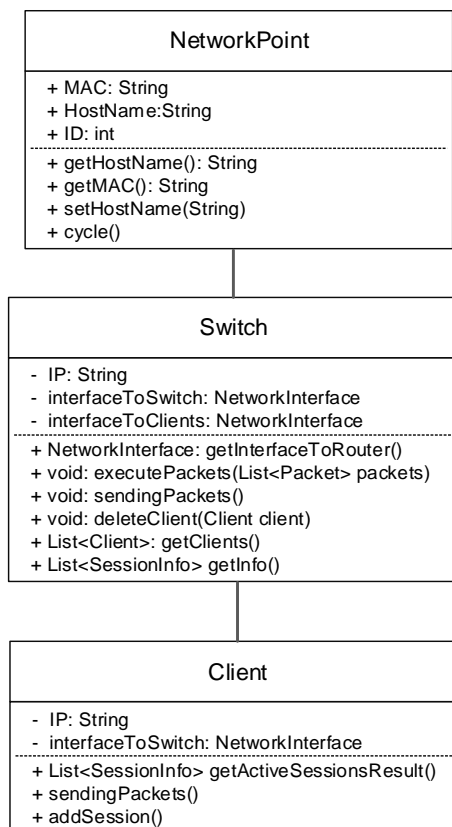 NetworkPoint
+ MAC: String
+ HostName:String
+ ID: int
+ getHostName(): String
+ getMAC(): String
+ setHostName(String)
+ cycle()
Switch
- IP: String
- interfaceToSwitch: NetworkInterface
- interfaceToClients: NetworkInterface
+ NetworkInterface: getInterfaceToRouter()
+ void: executePackets(List<Packet> packets)
+ void: sendingPackets()
+ void: deleteClient(Client client)
+ List<Client>: getClients()
+ List<SessionInfo> getInfo()
Client
- IP: String
- interfaceToSwitch: NetworkInterface
+ List<SessionInfo> getActiveSessionsResult()
+ sendingPackets()
+ addSession()